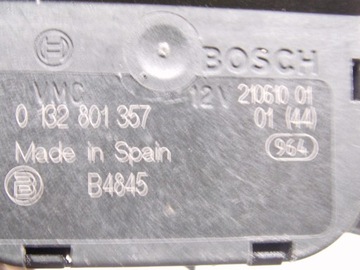 BOSCH
VMC 12V 210610 01
0 132 801 357 01 (44)
Made in Spain 964
B B4845